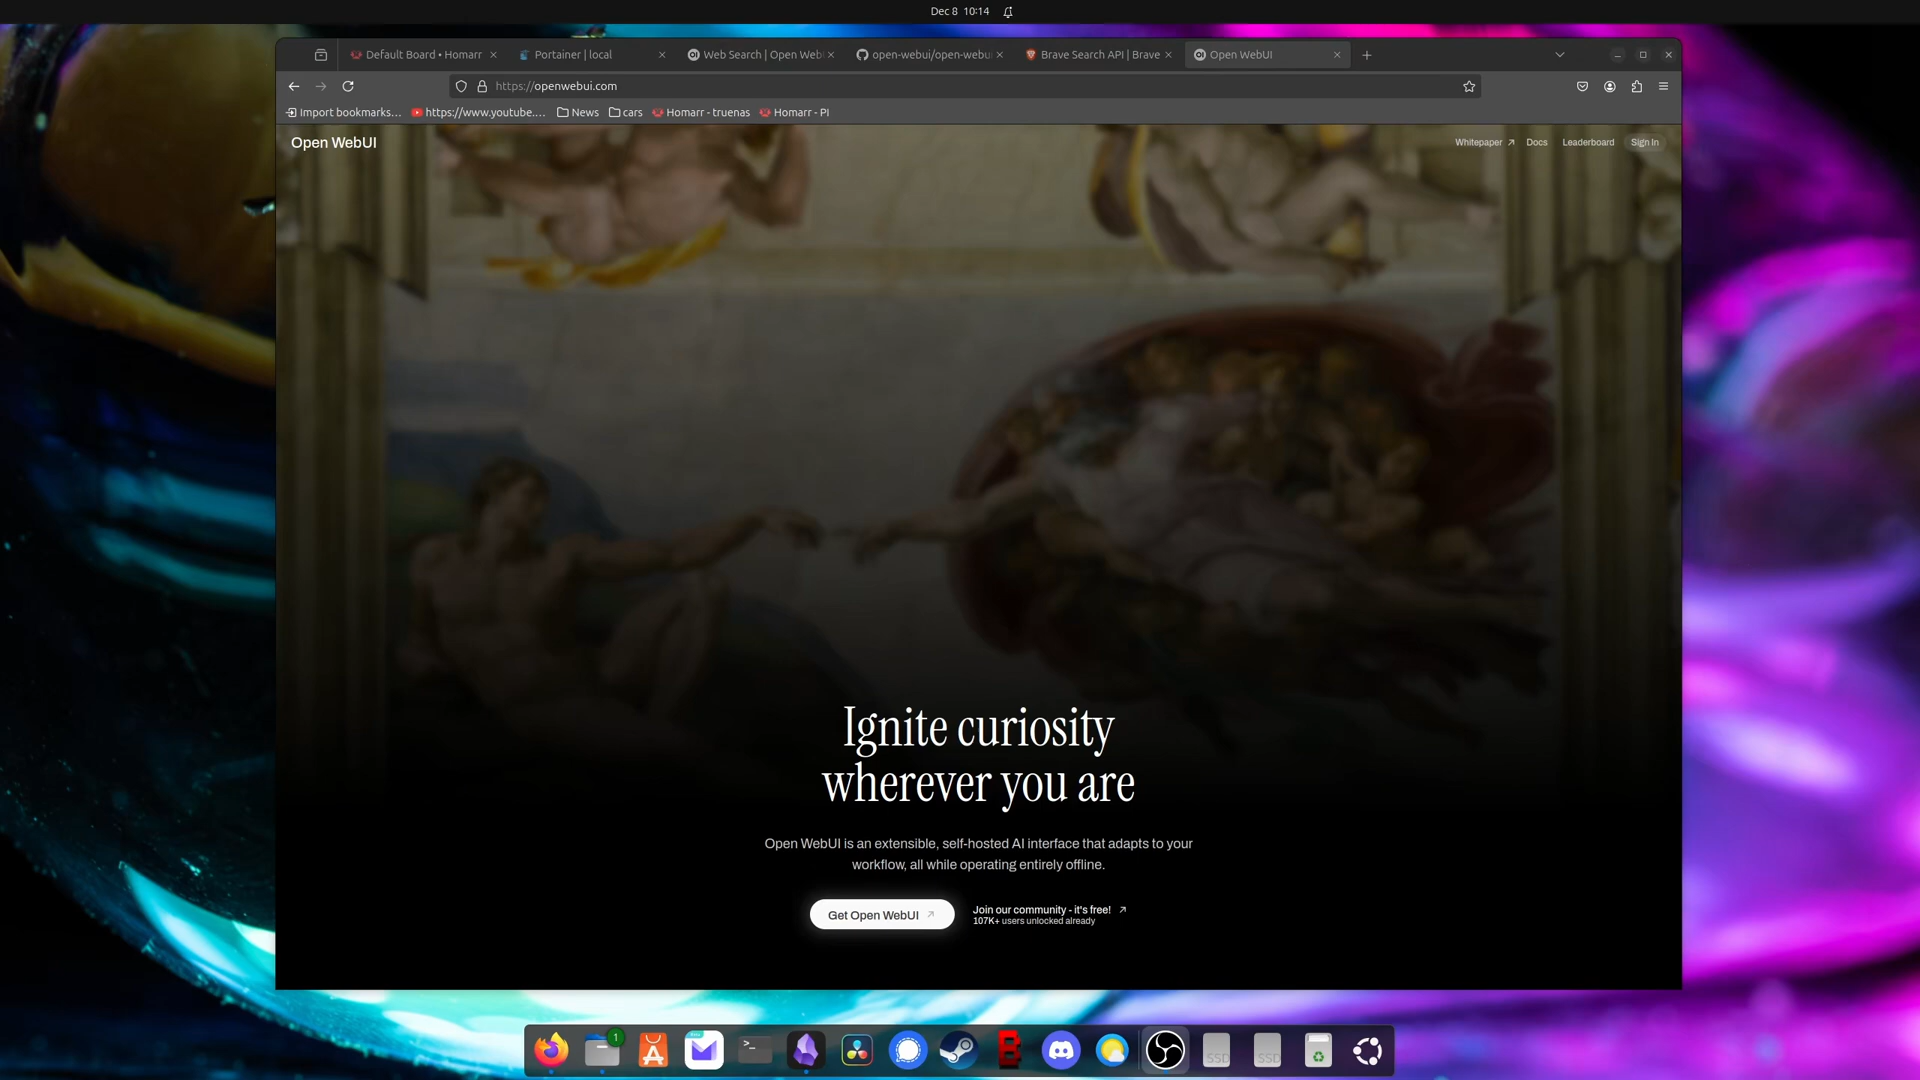 Dec 8 10:14
Default Board • Homarr
Portainer | local
Web Search | Open Web
open-webui/open-webu
Brave Search API | Brave
Open WebUI
https://openwebui.com
Import bookmarks...
https://www.youtube....
News
cars
Homarr - truenas
Homarr - PI
Open WebUI
Whitepaper
Docs
Leaderboard
Sign In
Ignite curiosity
wherever you are
Open WebUI is an extensible, self-hosted AI interface that adapts to your
workflow, all while operating entirely offline.
Get Open WebUI
Join our community - it's free!
107K+ users unlocked already
1
SSD
SSD